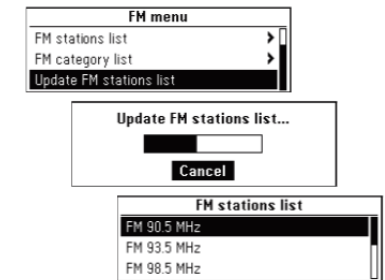 FM menu
FM stations list
FM category list
Update FM stations list
Update FM stations list...
Cancel
FM stations list
FM 90.5 MHz
FM 93.5 MHz
FM 98.5 MHz